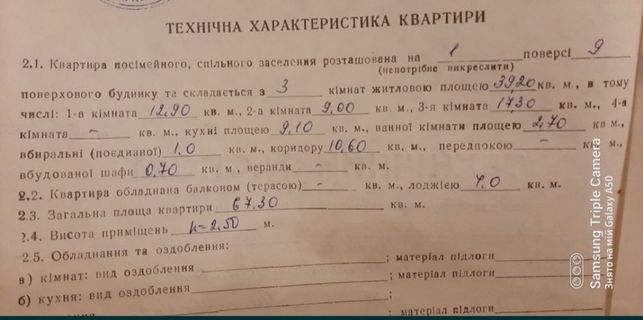 ТЕХНІЧНА ХАРАКТЕРИСТИКА КВАРТИРИ
2.1. Квартира посімейного, спільного заселення розташована на 1 поверсі 9
(непотрібне викреслити)
поверхового будинку та складається з 3 кімнат житловою площею 39,20 кв. м., в тому
числі: 1-а кімната 12,90 кв. м., 2-а кімната 9,00 кв. м., 3-я кімната 17,30 кв. м., 4-а
кімната - кв. м., кухні площею 9,10 кв. м., ванної кімнати площею 2,70 кв м.,
вбиральні (поєднаної) 1,0 кв. м., коридору 10,60 кв. м., передпокою - кв. м.,
вбудованої шафи 0,70 кв. м., веранди - кв. м.
2.2. Квартира обладнана балконом (терасою) - кв. м., лоджією 4.0 кв. м.
2.3. Загальна площа квартири 67.30 кв. м.
2.4. Висота приміщень h=2,50 м.
2.5. Обладнання та оздоблення:
а) кімнат: вид оздоблення ; матеріал підлоги
б) кухня: вид оздоблення ; матеріал підлоги
; матеріал підлоги
Samsung Triple Camera
Знято на мій Galaxy A50